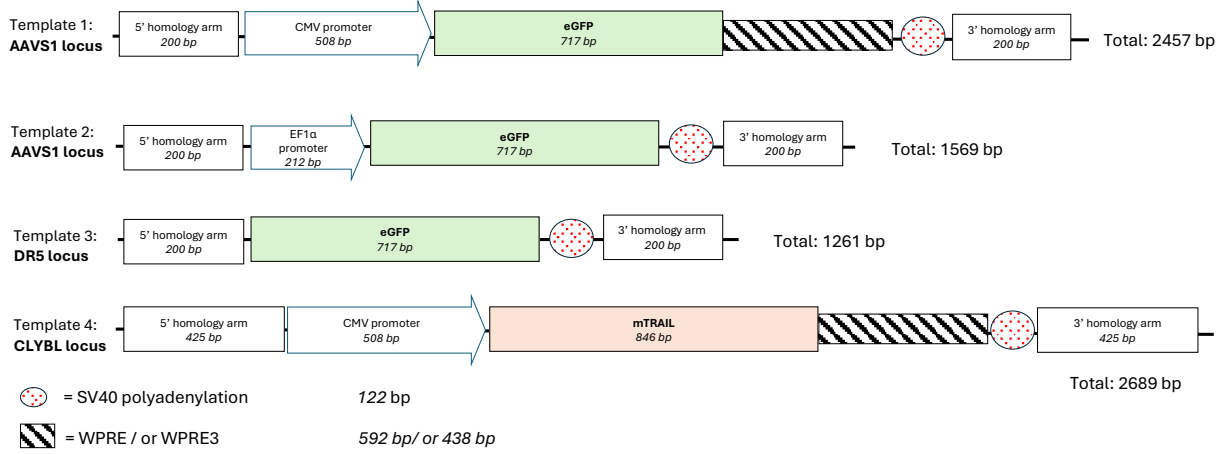 Template 1:
AAVS1 locus
5' homology arm
200 bp
CMV promoter
508 bp
eGFP
717 bp
3' homology arm
200 bp
Total: 2457 bp
Template 2:
AAVS1 locus
5' homology arm
200 bp
EF1α
promoter
212 bp
eGFP
717 bp
3' homology arm
200 bp
Total: 1569 bp
Template 3:
DR5 locus
5' homology arm
200 bp
eGFP
717 bp
3' homology arm
200 bp
Total: 1261 bp
Template 4:
CLYBL locus
5' homology arm
425 bp
CMV promoter
508 bp
mTRAIL
846 bp
3' homology arm
425 bp
Total: 2689 bp
= SV40 polyadenylation 122 bp
= WPRE / or WPRE3 592 bp/ or 438 bp